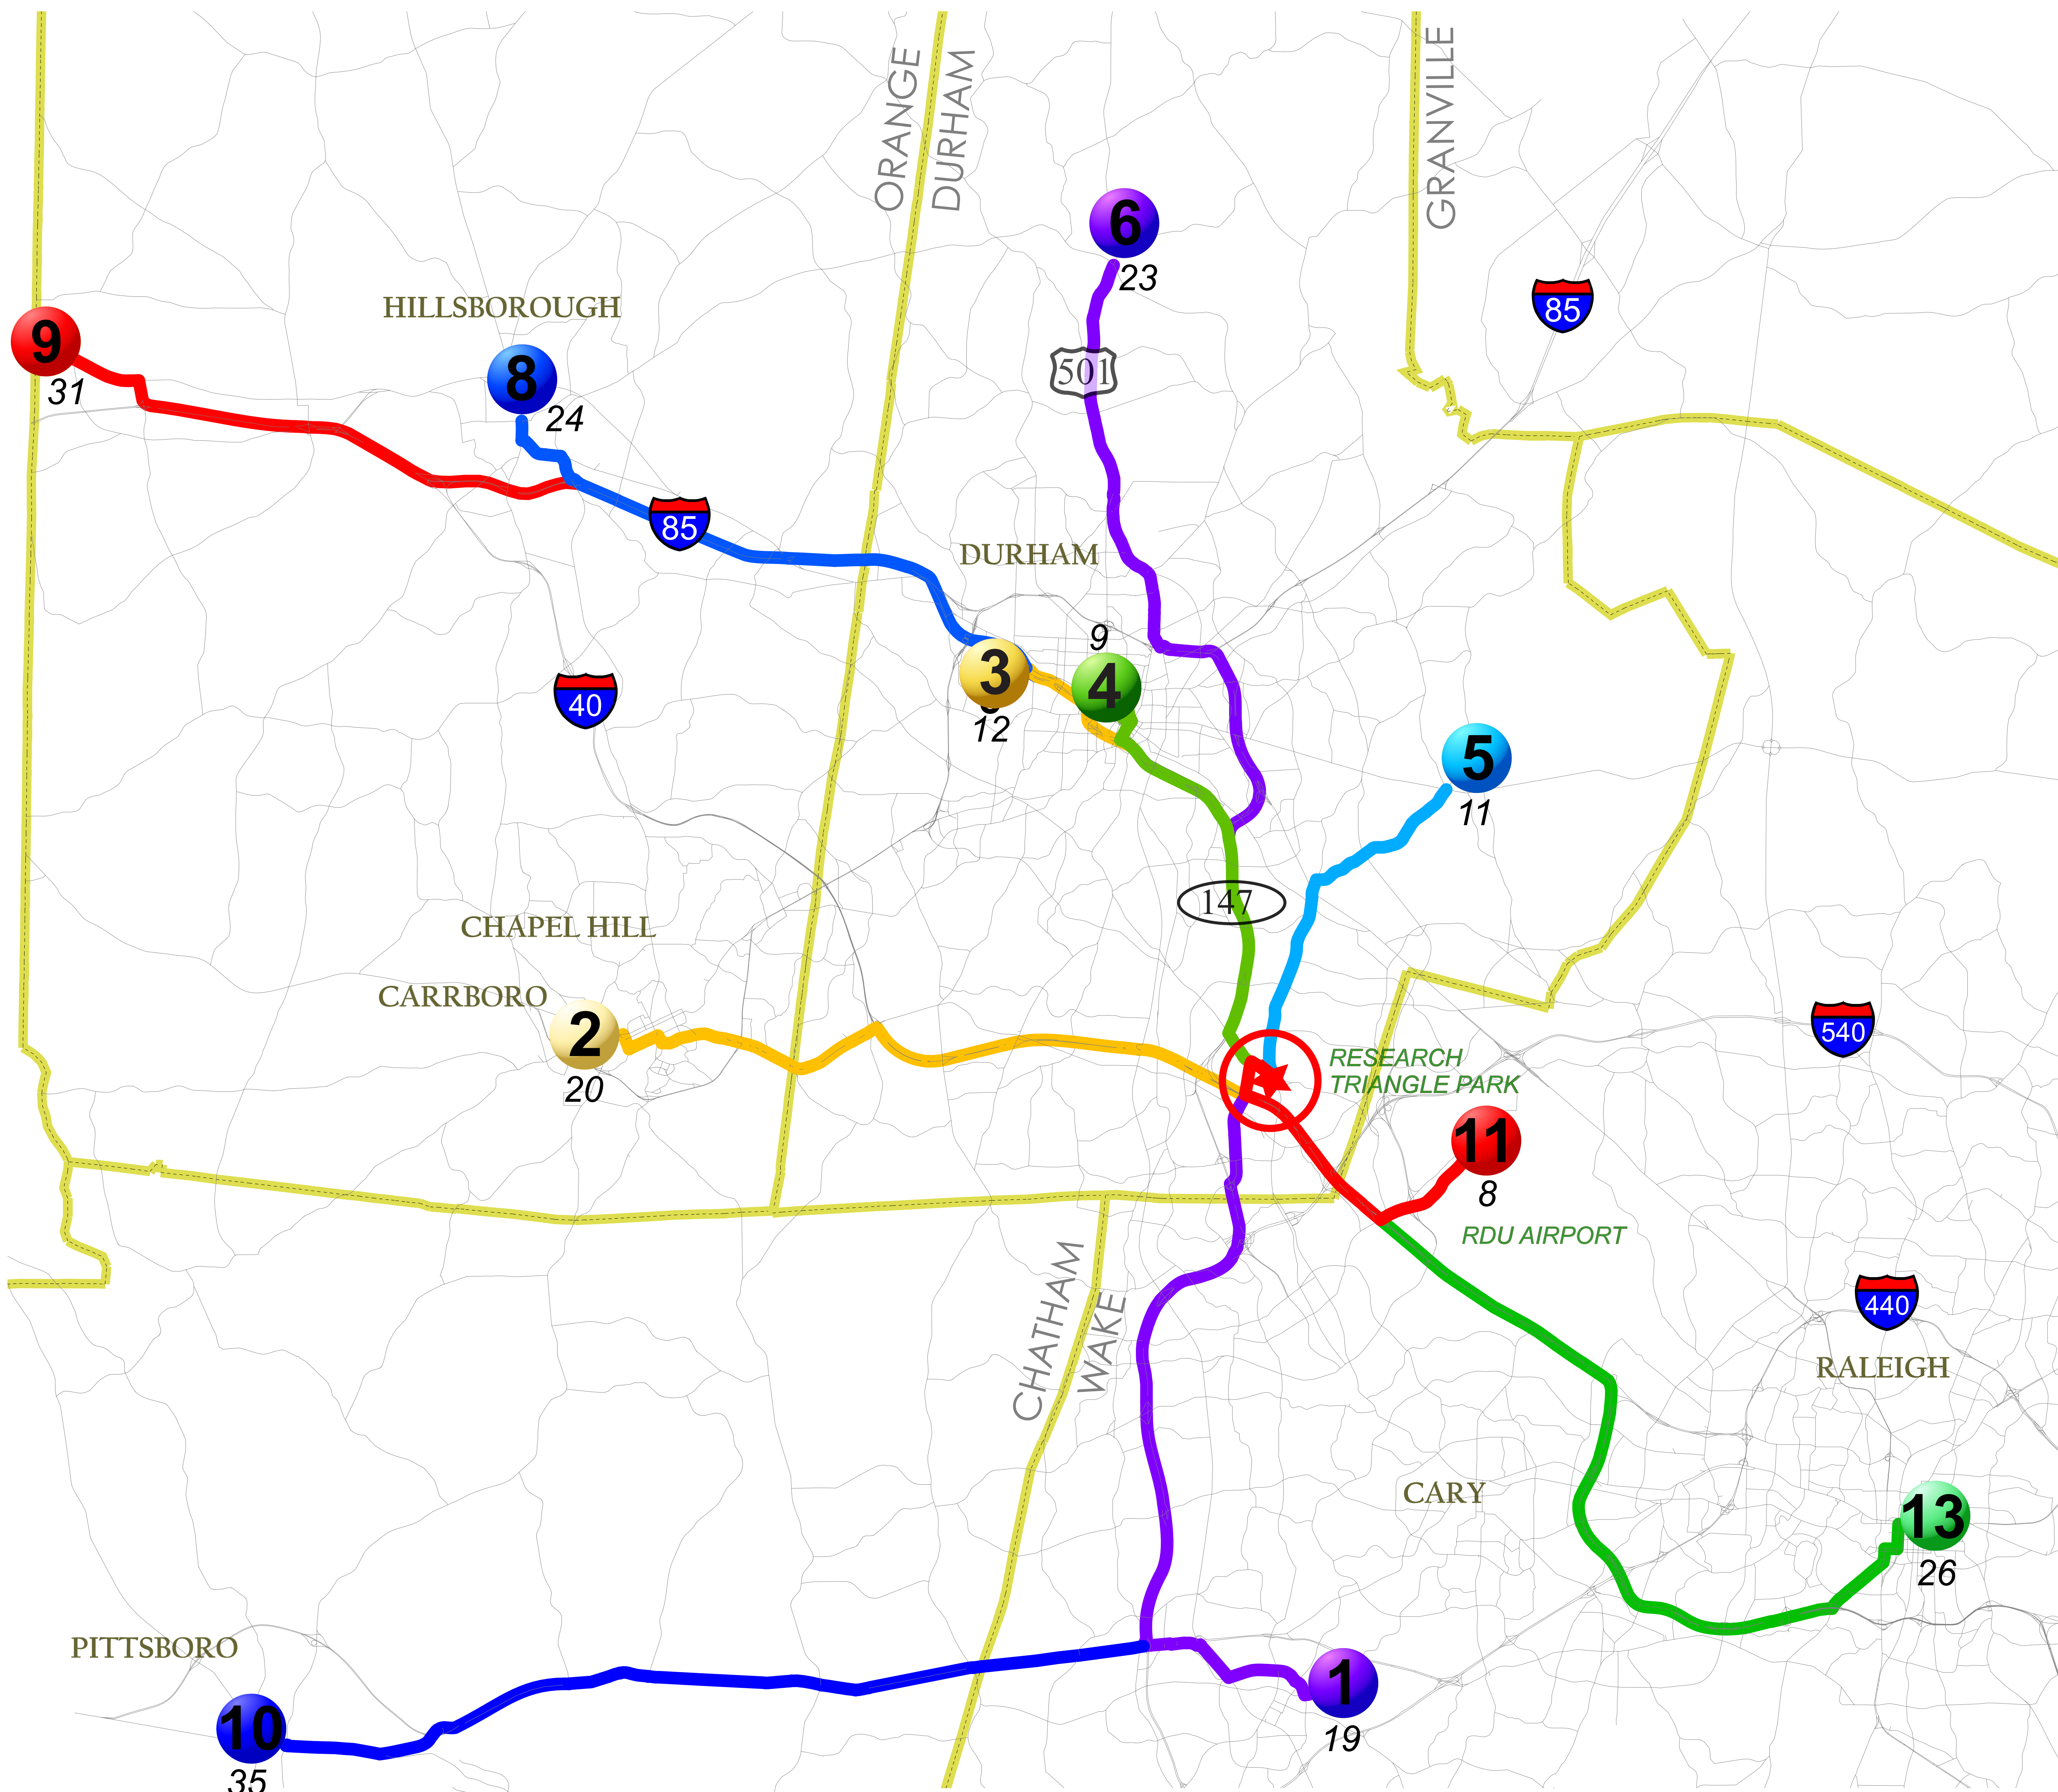 ORANGE
DURHAM
GRANVILLE
6
23
85
HILLSBOROUGH
9
31
8
24
501
85
DURHAM
9
3
12
4
40
5
11
147
CHAPEL HILL
CARRBORO
2
20
540
RESEARCH
TRIANGLE PARK
11
8
RDU AIRPORT
CHATHAM
WAKE
440
RALEIGH
CARY
13
26
PITTSBORO
10
35
1
19